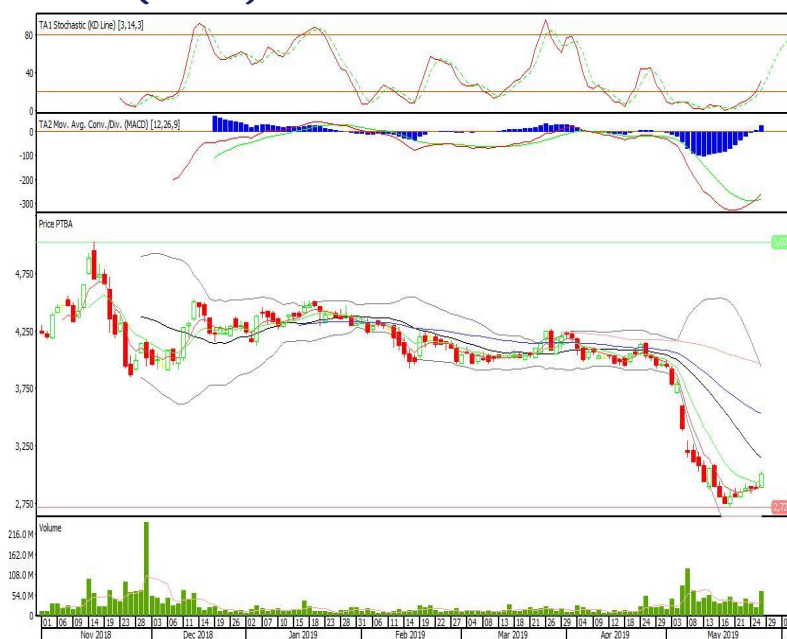 TA1 Stochastic (KD Line) [3,14,3]
80
40
0
TA2 Mov. Avg. Conv./Div. (MACD) [12,26,9]
0
-100
-200
-300
Price PTBA
4,750
4,250
3,750
3,250
2,750
Volume
216.0 M
162.0 M
108.0 M
54.0 M
0
01 06 09 14 19 23 28 03 06 11 14 19 26 02 07 10 15 18 23 28 31 06 11 14 19 22 27 04 08 13 18 21 26 29 04 09 12 18 24 29 03 08 13 16 21 24 29
Nov 2018 Dec 2018 Jan 2019 Feb 2019 Mar 2019 Apr 2019 May 2019